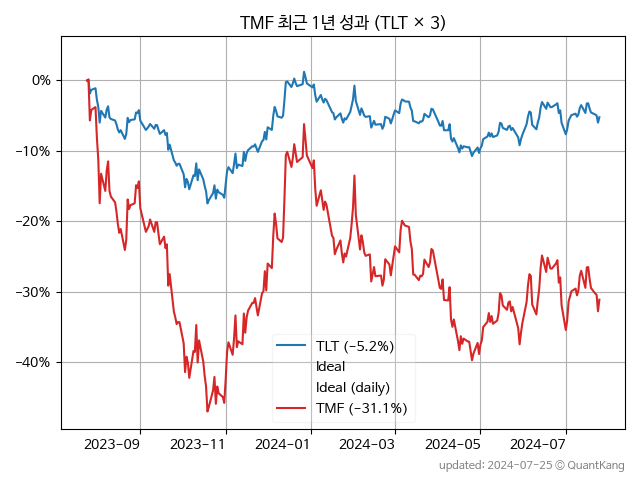 TMF 최근 1년 성과 (TLT × 3)
0%
−10%
−20%
−30%
−40%
TLT (−5.2%)
Ideal
Ideal (daily)
TMF (−31.1%)
2023−09 2023−11 2024−01 2024−03 2024−05 2024−07
updated: 2024-07-25 ⓒ QuantKang